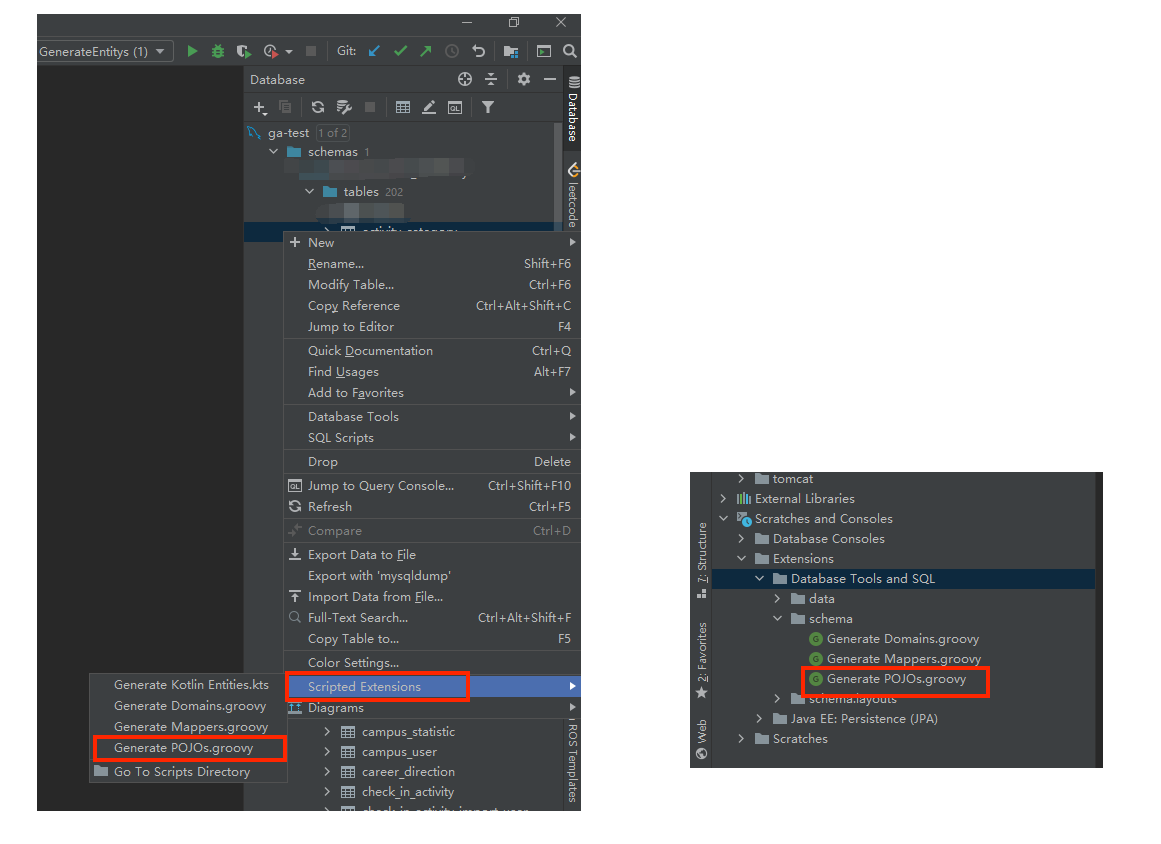 GenerateEntitys (1)
Git:
Database
ga-test 1 of 2
schemas 1
tables 202
activity_category
New
Rename... Shift+F6
Modify Table... Ctrl+F6
Copy Reference Ctrl+Alt+Shift+C
Jump to Editor F4
Quick Documentation Ctrl+Q
Find Usages Alt+F7
Add to Favorites
Database Tools
SQL Scripts
Drop Delete
Jump to Query Console... Ctrl+Shift+F10
Refresh Ctrl+F5
Compare Ctrl+D
Export Data to File
Export with 'mysqldump'
Import Data from File...
Full-Text Search... Ctrl+Alt+Shift+F
Copy Table to... F5
Color Settings...
Scripted Extensions
Diagrams
Generate Kotlin Entities.kts
Generate Domains.groovy
Generate Mappers.groovy
Generate POJOs.groovy
Go To Scripts Directory
campus_statistic
campus_user
career_direction
check_in_activity
check_in_activity_import_user
Database
leetcode
ROS Templates
tomcat
External Libraries
Scratches and Consoles
Database Consoles
Extensions
Database Tools and SQL
data
schema
Generate Domains.groovy
Generate Mappers.groovy
Generate POJOs.groovy
schema.layouts
Java EE: Persistence (JPA)
Scratches
7: Structure
2: Favorites
Web